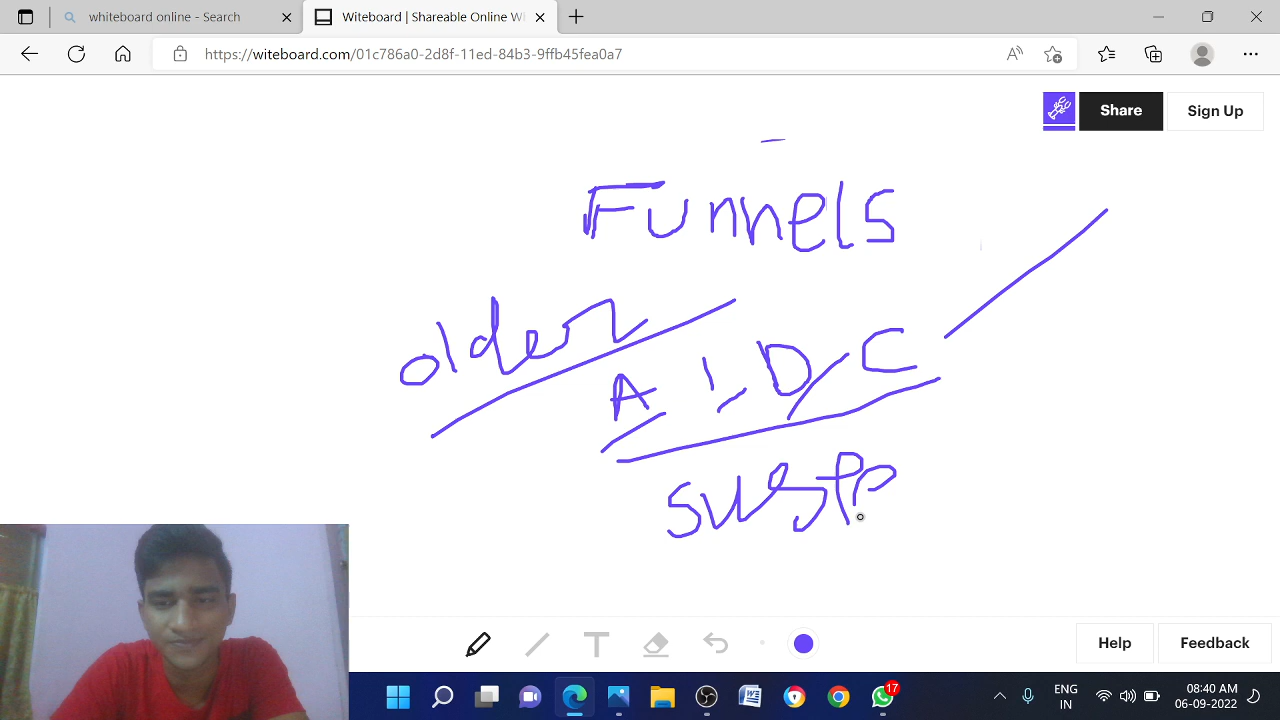 whiteboard online - Search
Witeboard | Shareable Online Wi
https://witeboard.com/01c786a0-2d8f-11ed-84b3-9ffb45fea0a7
Share
Sign Up
Funnels
older
A I D C
Help
Feedback
17
ENG
IN
08:40 AM
06-09-2022